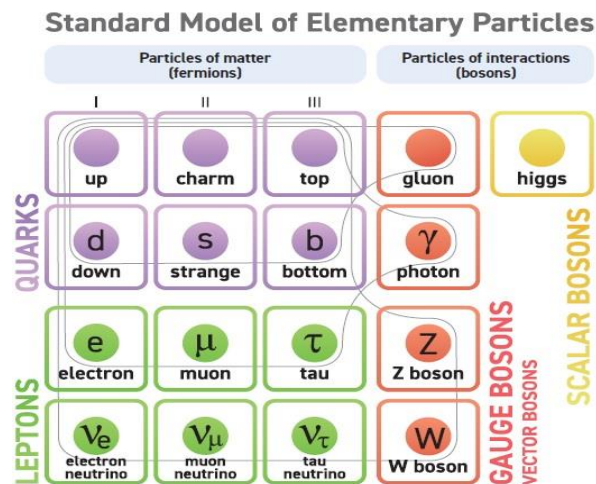 Standard Model of Elementary Particles
Particles of matter
(fermions)
Particles of interactions
(bosons)
I
II
III
up
charm
top
gluon
higgs
d
down
s
strange
b
bottom
γ
photon
e
electron
μ
muon
τ
tau
Z
Z boson
νe
electron
neutrino
νμ
muon
neutrino
ντ
tau
neutrino
W
W boson
QUARKS
LEPTONS
GAUGE BOSONS
VECTOR BOSONS
SCALAR BOSONS